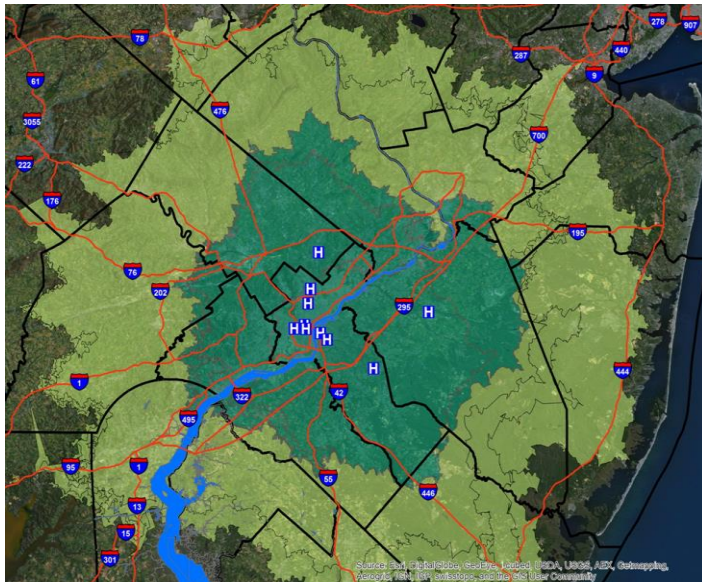 278
907
78
440
287
9
61
476
3055
700
222
176
195
H
76
202
H
H
295
H
H
H
H
H
H
H
444
1
322
42
495
95
1
55
446
13
15
301
Source: Esri, DigitalGlobe, GeoEye, i-cubed, USDA, USGS, AEX, Getmapping,
Aerogrid, IGN, IGP, swisstopo, and the GIS User Community